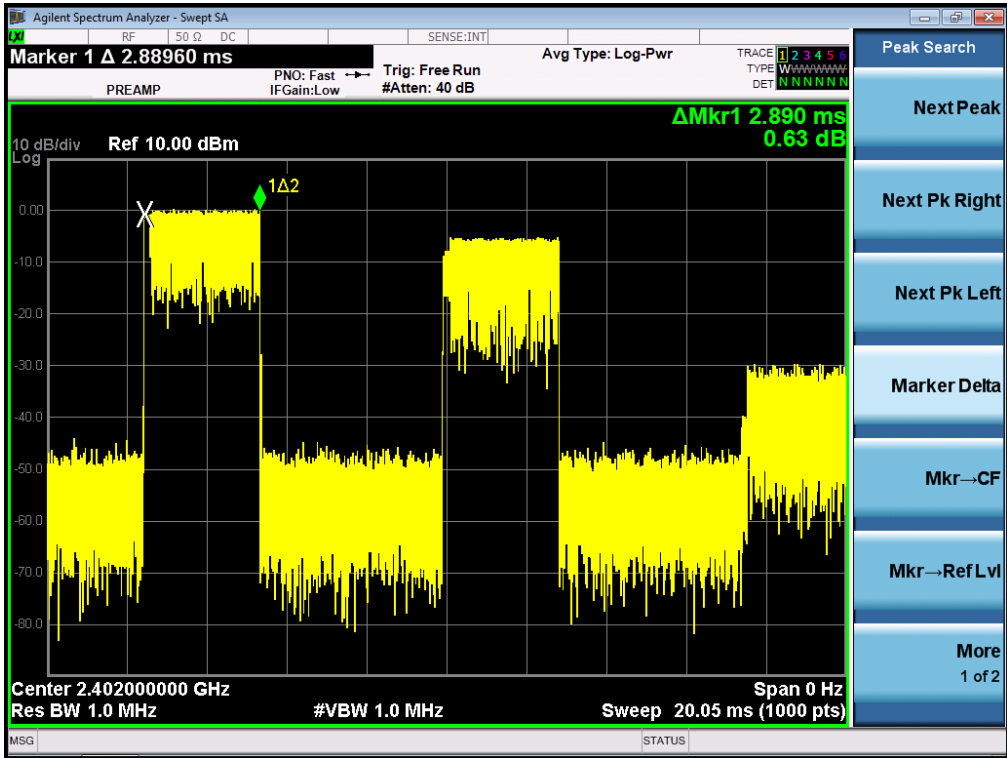 Agilent Spectrum Analyzer - Swept SA
LXI RF 50 Ω DC SENSE:INT
Marker 1 Δ 2.88960 ms
PREAMP
PNO: Fast
IFGain:Low
Trig: Free Run
#Atten: 40 dB
Avg Type: Log-Pwr
TRACE 1 2 3 4 5 6
TYPE WWWWWW
DET N N N N N N
ΔMkr1 2.890 ms
0.63 dB
10 dB/div
Log
Ref 10.00 dBm
1Δ2
X
0.00
-10.0
-20.0
-30.0
-40.0
-50.0
-60.0
-70.0
-80.0
Center 2.402000000 GHz
Span 0 Hz
Res BW 1.0 MHz
#VBW 1.0 MHz
Sweep 20.05 ms (1000 pts)
MSG
STATUS
Peak Search
Next Peak
Next Pk Right
Next Pk Left
Marker Delta
Mkr→CF
Mkr→Ref Lvl
More
1 of 2